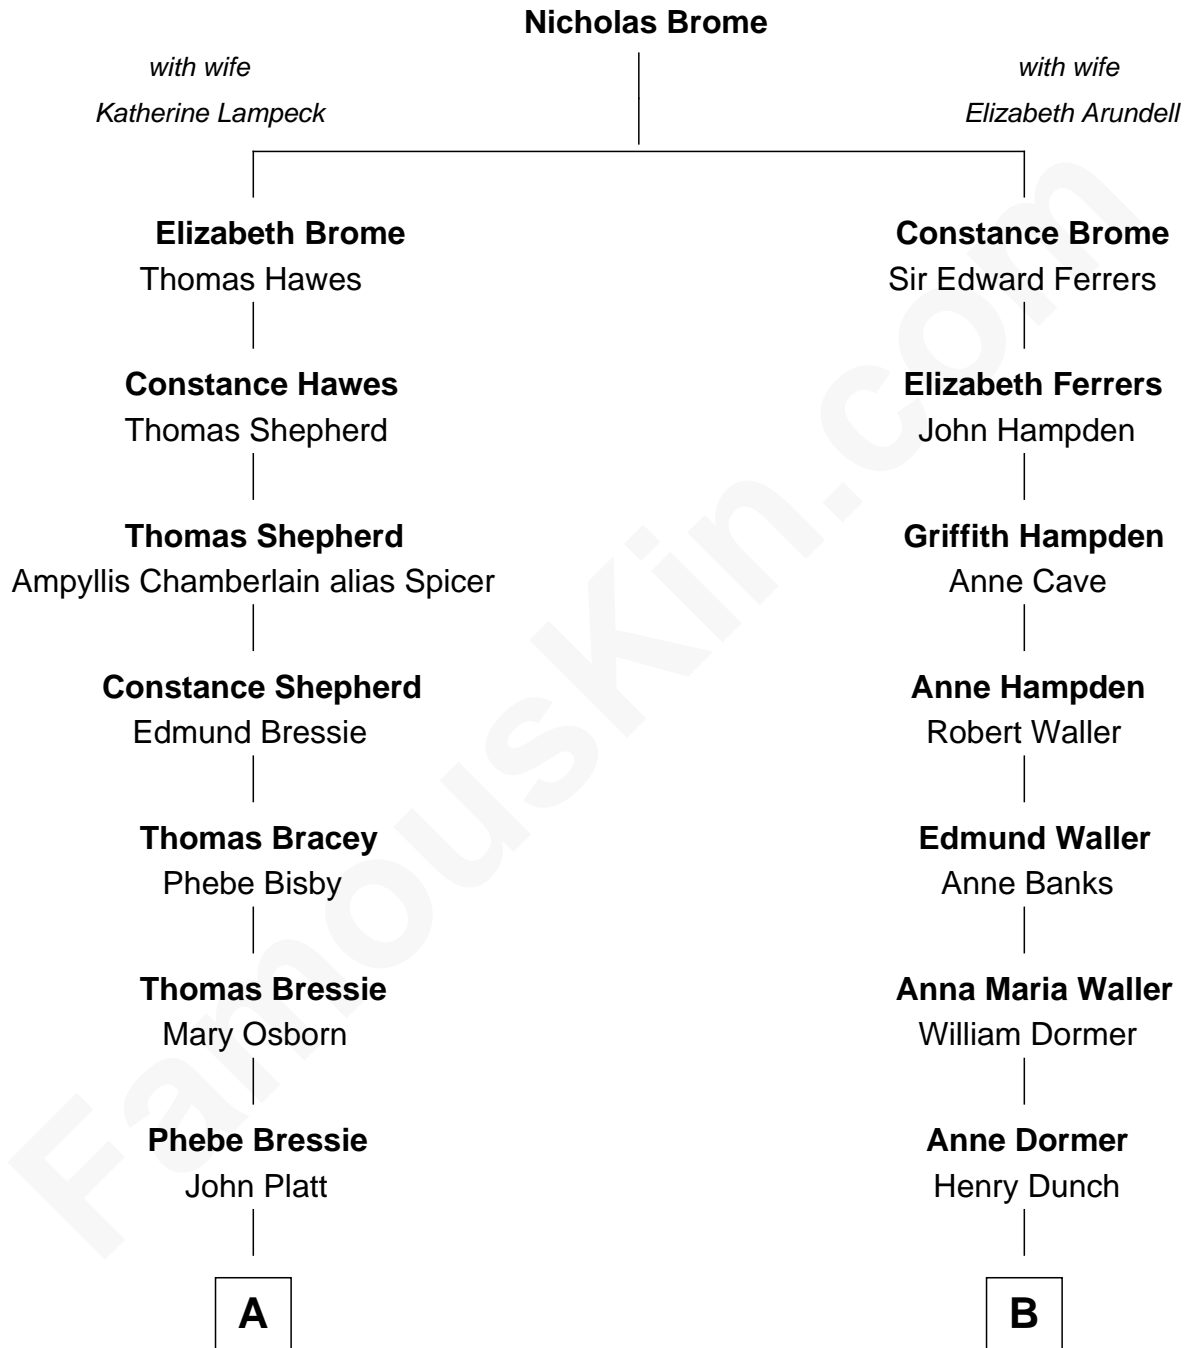 Nicholas Brome
with wife
Katherine Lampeck
with wife
Elizabeth Arundell
Elizabeth Brome
Thomas Hawes
Constance Brome
Sir Edward Ferrers
Constance Hawes
Thomas Shepherd
Elizabeth Ferrers
John Hampden
Thomas Shepherd
Ampyllis Chamberlain alias Spicer
Griffith Hampden
Anne Cave
Constance Shepherd
Edmund Bressie
Anne Hampden
Robert Waller
Thomas Bracey
Phebe Bisby
Edmund Waller
Anne Banks
Thomas Bressie
Mary Osborn
Anna Maria Waller
William Dormer
Phebe Bressie
John Platt
Anne Dormer
Henry Dunch
A
B
FamousKin.com